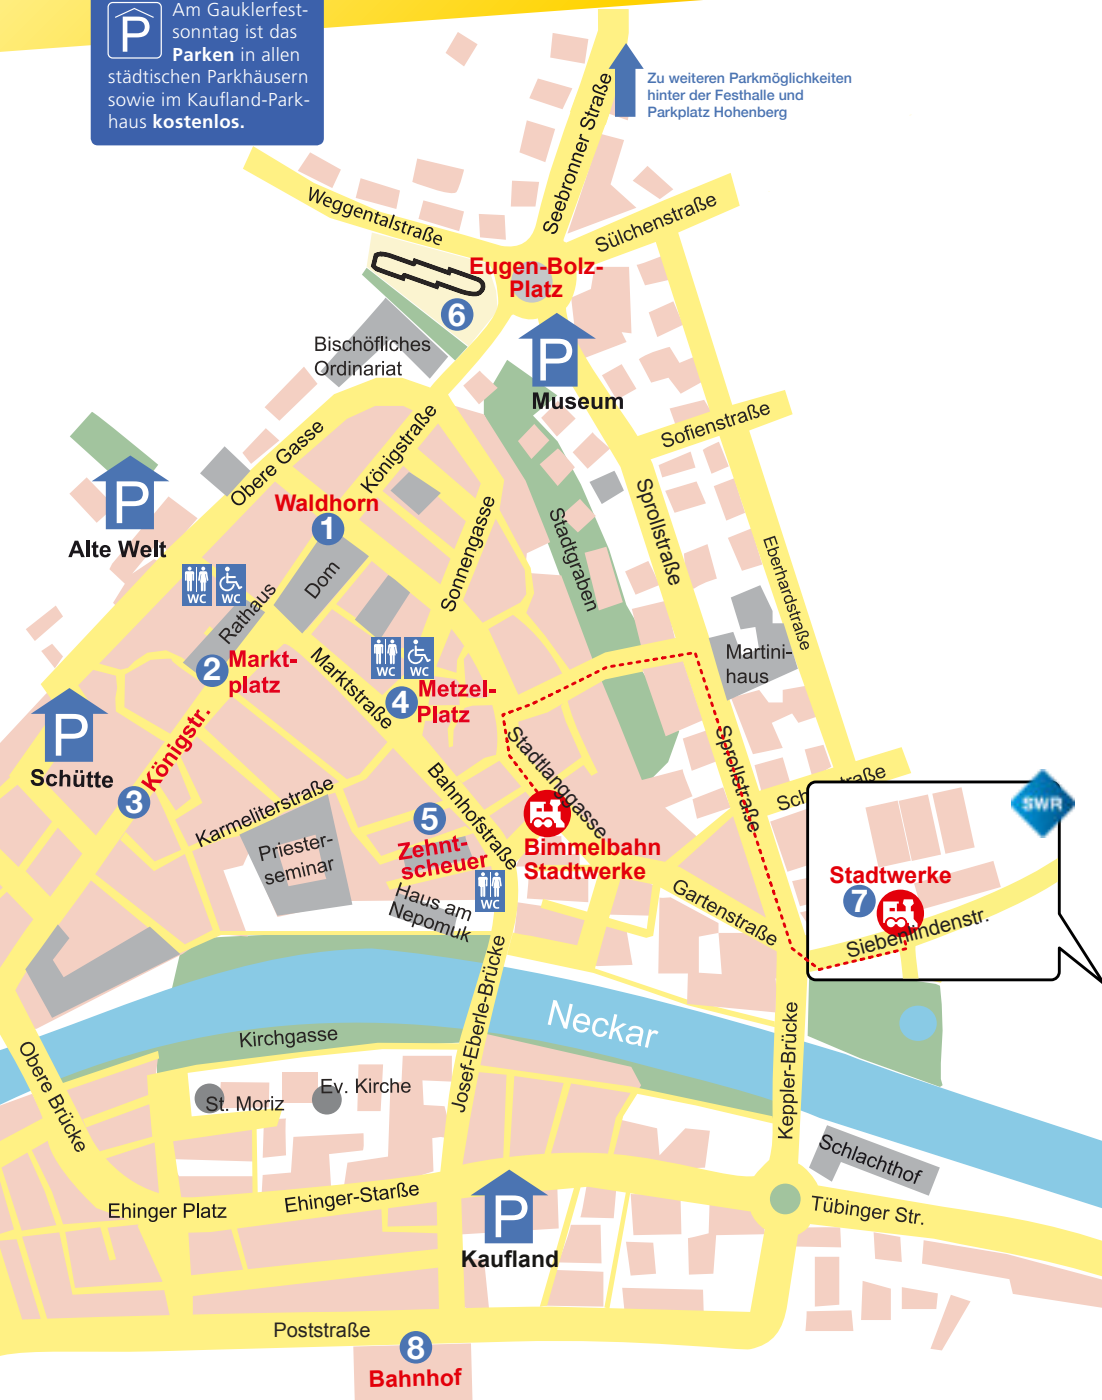 P
Am Gauklerfest-
sonntag ist das
Parken in allen
städtischen Parkhäusern
sowie im Kaufland-Park-
haus kostenlos.
Zu weiteren Parkmöglichkeiten
hinter der Festhalle und
Parkplatz Hohenberg
Seebronner Straße
Weggentalstraße
Sülchenstraße
Eugen-Bolz-
Platz
6
Bischöfliches
Ordinariat
P
Museum
Sofienstraße
Königstraße
Obere Gasse
P
Alte Welt
Waldhorn
1
Sprollstraße
Sonnengasse
Stadtgraben
Eberhardstraße
Dom
WC
WC
Rathaus
2
Markt-
platz
Marktstraße
WC
WC
4
Metzel-
Platz
Martini-
haus
P
Schütte
Königstr.
3
Stadtlanggasse
Sprollstraße
Karmeliterstraße
Bahnhofstraße
5
Zehnt-
scheuer
Priester-
seminar
Bimmelbahn
Stadtwerke
Sch
traße
SWR
Stadtwerke
7
Siebenlindenstr.
Gartenstraße
WC
Haus am
Nepomuk
Josef-Eberle-Brücke
Neckar
Kirchgasse
Obere Brücke
St. Moriz
Ev. Kirche
Keppler-Brücke
Schlachthof
Ehinger Platz
Ehinger-Starße
P
Kaufland
Tübinger Str.
Poststraße
8
Bahnhof